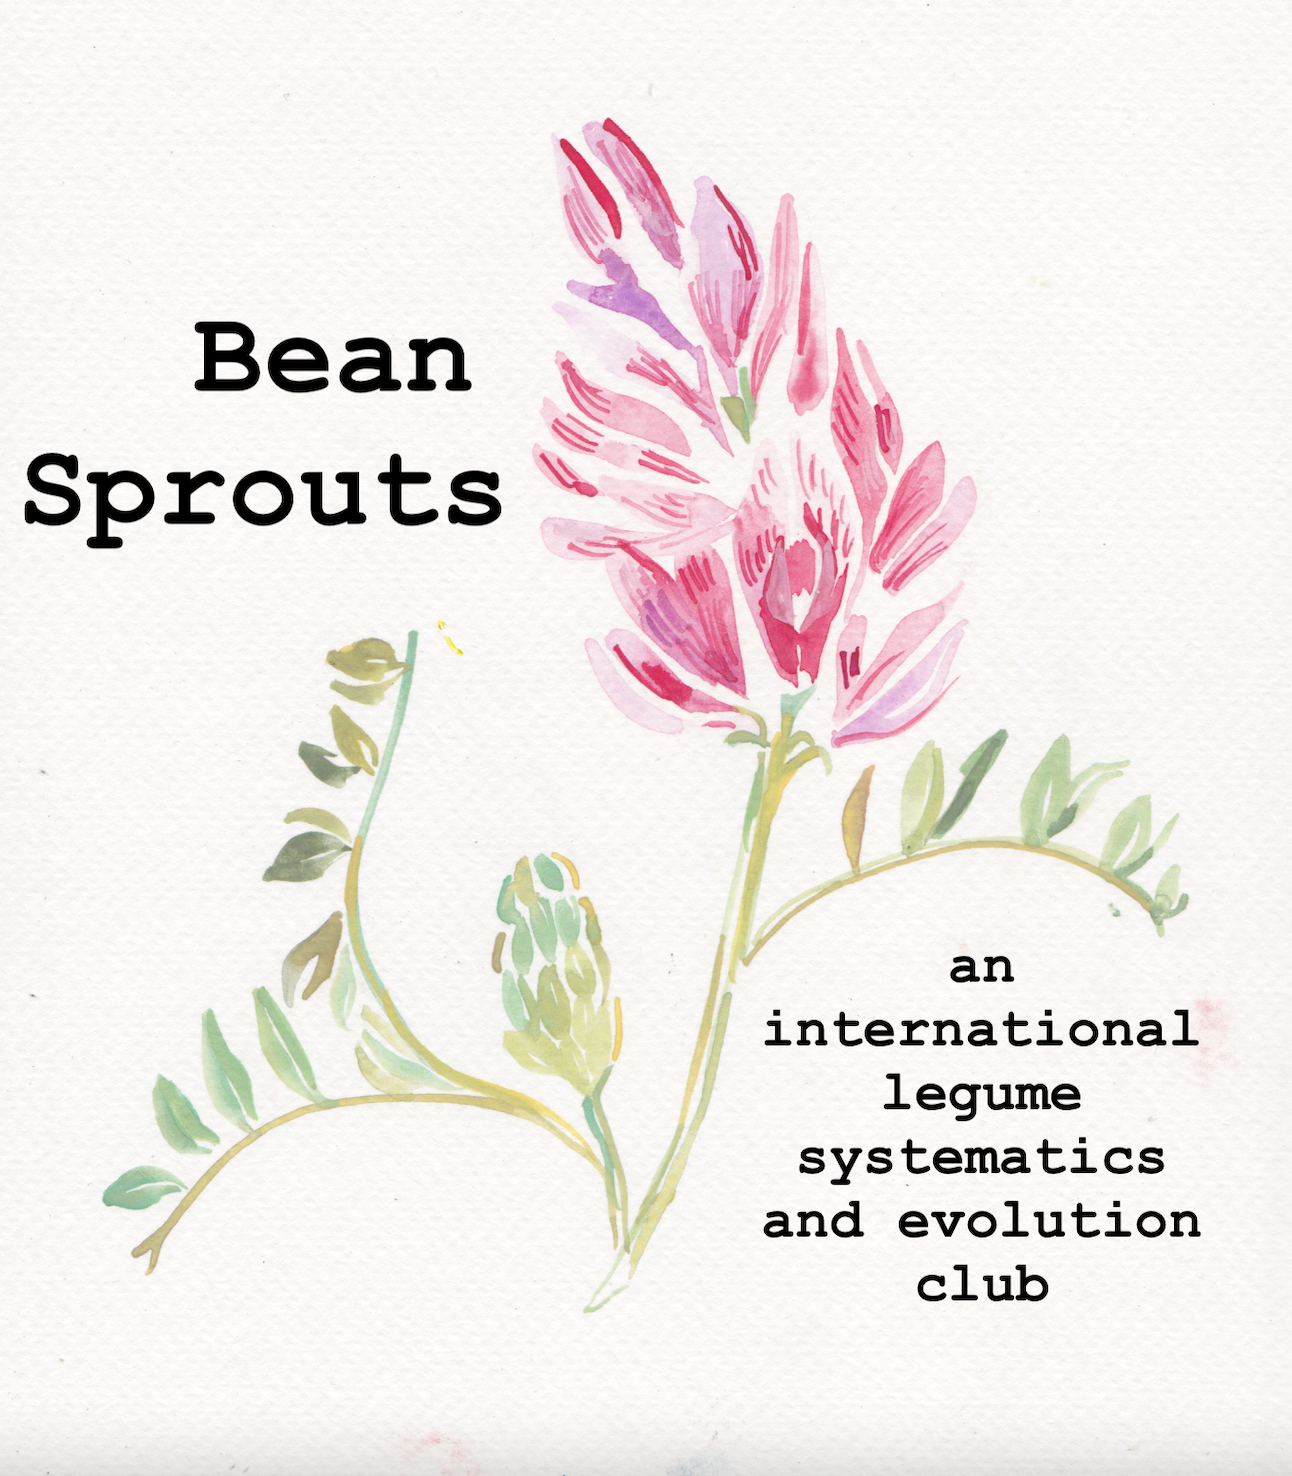 Bean
Sprouts
an
international
legume
systematics
and evolution
club